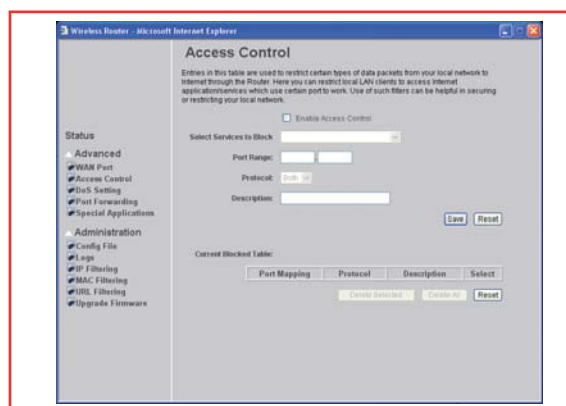 Wireless Router - Microsoft Internet Explorer
Access Control
Entries in this table are used to restrict certain types of data packets from your local network to
Internet through the Router. Here you can restrict local LAN clients to access Internet
application/services which use certain port to work. Use of such filters can be helpful in securing
or restricting your local network.
Enable Access Control
Select Services to Block
Port Range:
Protocol: Both
Description:
Save Reset
Current Blocked Table:
Port Mapping Protocol Description Select
Delete Selected Delete All Reset
Status
Advanced
WAN Port
Access Control
DoS Setting
Port Forwarding
Special Applications
Administration
Config File
Logs
IP Filtering
MAC Filtering
URL Filtering
Upgrade Firmware